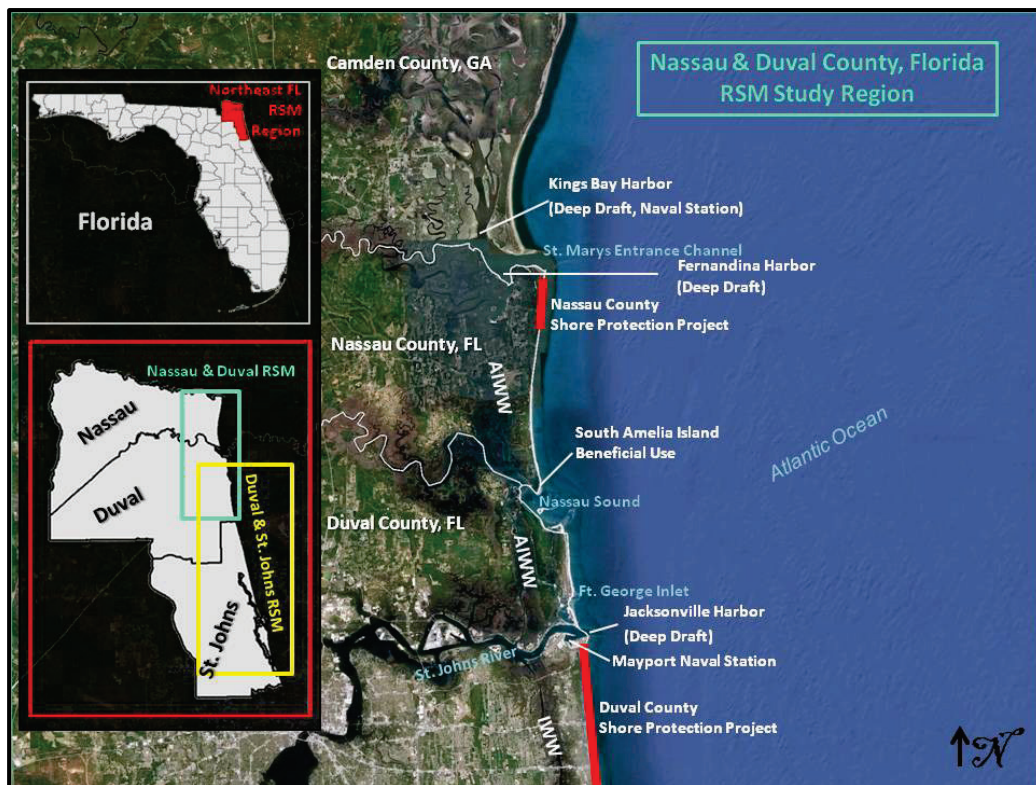 Nassau & Duval County, Florida
RSM Study Region
Camden County, GA
Northeast FL
RSM
Region
Florida
Kings Bay Harbor
(Deep Draft, Naval Station)
St. Marys Entrance Channel
Fernandina Harbor
(Deep Draft)
Nassau County
Shore Protection Project
Nassau County, FL
AIWW
Nassau & Duval RSM
Nassau
Duval
St. Johns
Duval & St. Johns RSM
Atlantic Ocean
South Amelia Island
Beneficial Use
Nassau Sound
Duval County, FL
AIWW
Ft. George Inlet
Jacksonville Harbor
(Deep Draft)
Mayport Naval Station
St. Johns River
Duval County
Shore Protection Project
IWW
N